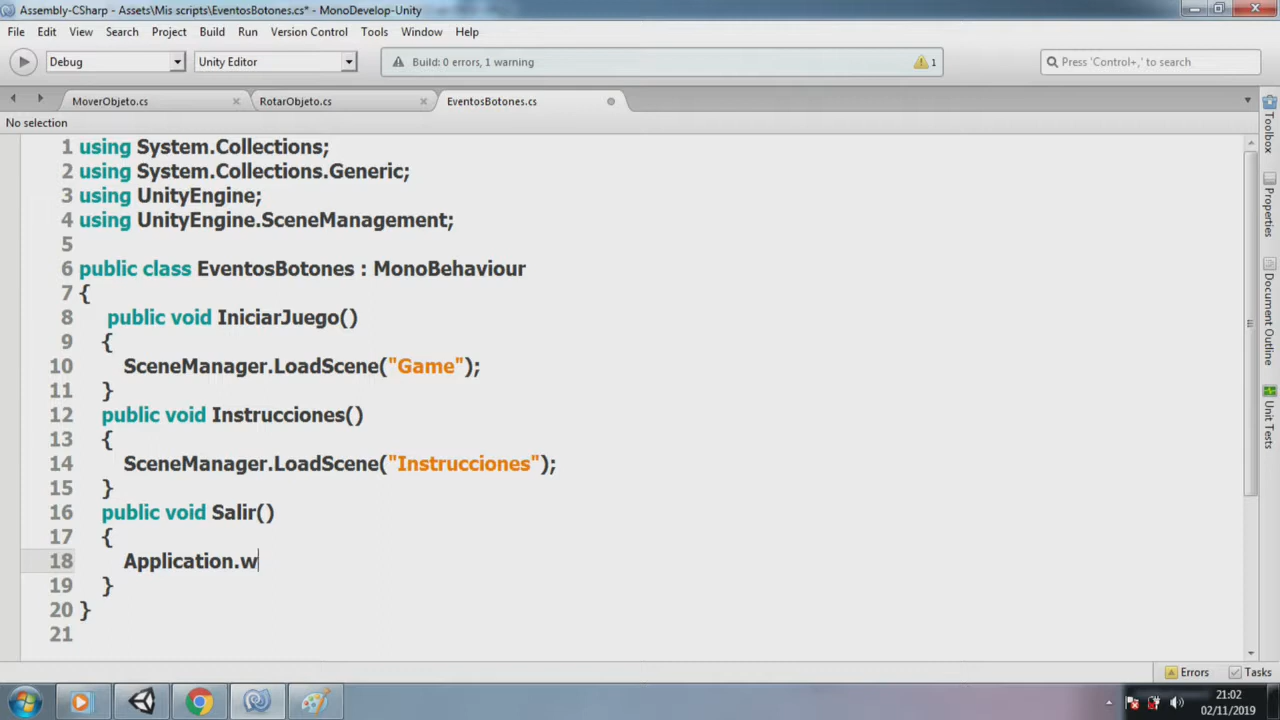 Assembly-CSharp - Assets\Mis scripts\EventosBotones.cs* - MonoDevelop-Unity
File Edit View Search Project Build Run Version Control Tools Window Help
Debug Unity Editor Build: 0 errors, 1 warning 1 Press 'Control+,' to search
MoverObjeto.cs RotarObjeto.cs EventosBotones.cs
No selection
1 using System.Collections;
2 using System.Collections.Generic;
3 using UnityEngine;
4 using UnityEngine.SceneManagement;
5
6 public class EventosBotones : MonoBehaviour
7 {
8 public void IniciarJuego()
9 {
10 SceneManager.LoadScene("Game");
11 }
12 public void Instrucciones()
13 {
14 SceneManager.LoadScene("Instrucciones");
15 }
16 public void Salir()
17 {
18 Application.w
19 }
20 }
21
Toolbox
Properties
Document Outline
Unit Tests
Errors Tasks
21:02
02/11/2019